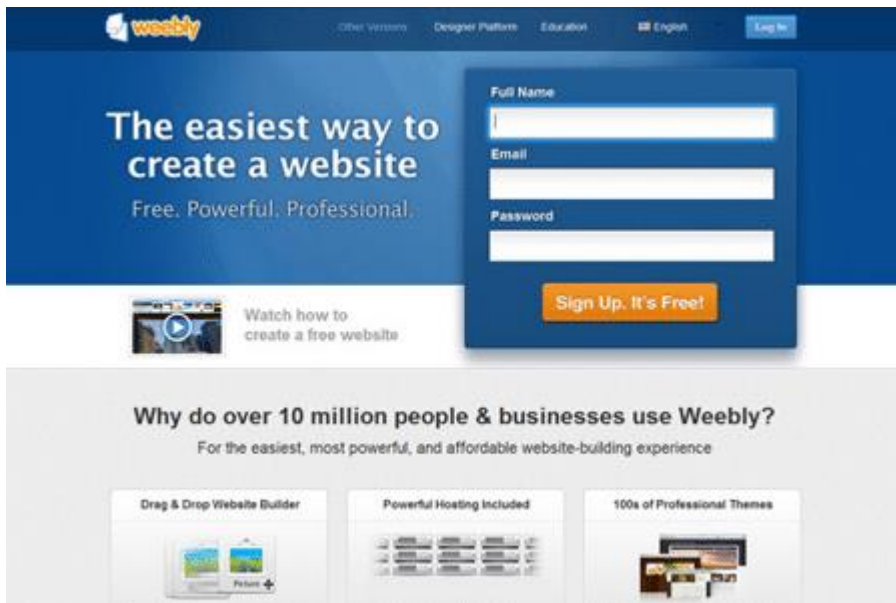 weebly
Other Versions Designer Platform Education English Log In
The easiest way to
create a website
Free. Powerful. Professional.
Full Name
Email
Password
Sign Up. It's Free!
Watch how to
create a free website
Why do over 10 million people & businesses use Weebly?
For the easiest, most powerful, and affordable website-building experience
Drag & Drop Website Builder
Powerful Hosting Included
100s of Professional Themes
Picture